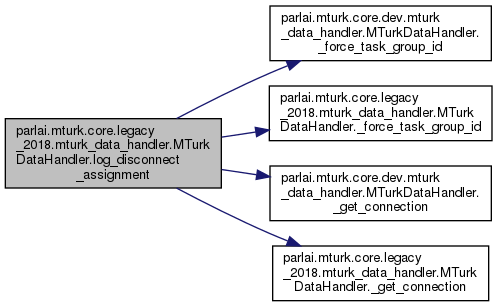 parlai.mturk.core.legacy
_2018.mturk_data_handler.MTurk
DataHandler.log_disconnect
_assignment
parlai.mturk.core.dev.mturk
_data_handler.MTurkDataHandler.
_force_task_group_id
parlai.mturk.core.legacy
_2018.mturk_data_handler.MTurk
DataHandler._force_task_group_id
parlai.mturk.core.dev.mturk
_data_handler.MTurkDataHandler.
_get_connection
parlai.mturk.core.legacy
_2018.mturk_data_handler.MTurk
DataHandler._get_connection